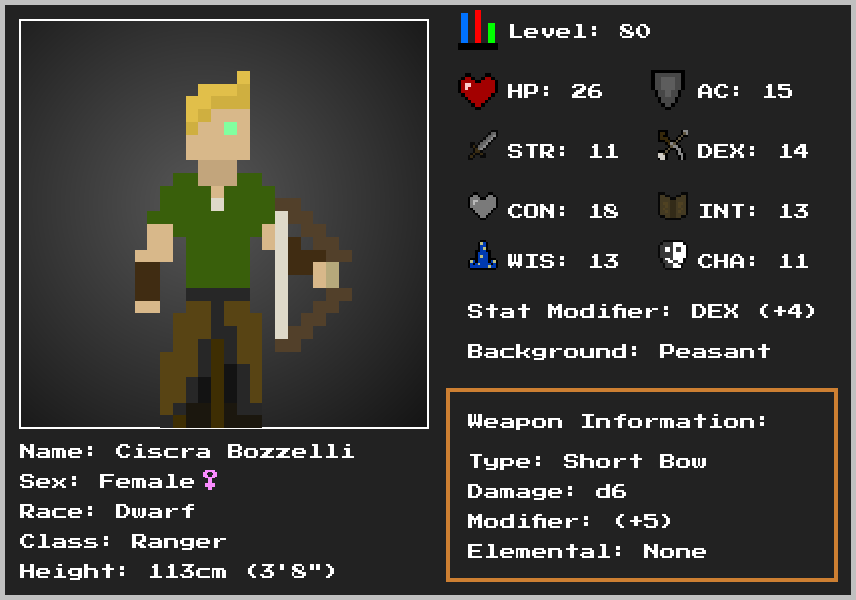 Level: 80
HP: 26
AC: 15
STR: 11
DEX: 14
CON: 18
INT: 13
WIS: 13
CHA: 11
Stat Modifier: DEX (+4)
Background: Peasant
Weapon Information:
Type: Short Bow
Damage: d6
Modifier: (+5)
Elemental: None
Name: Ciscra Bozzelli
Sex: Female♀
Race: Dwarf
Class: Ranger
Height: 113cm (3'8")